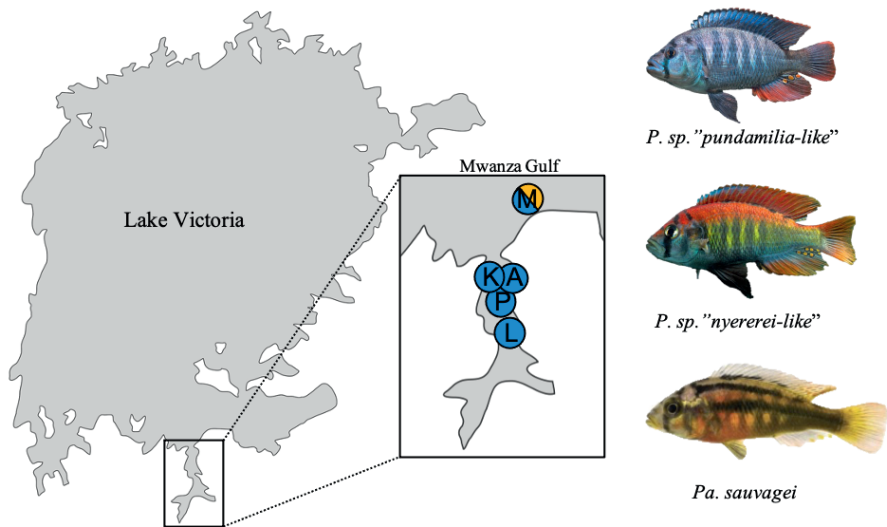 P. sp.”pundamilia-like”
Mwanza Gulf
M
Lake Victoria
K A
P
P. sp.”nyererei-like”
L
Pa. sauvagei